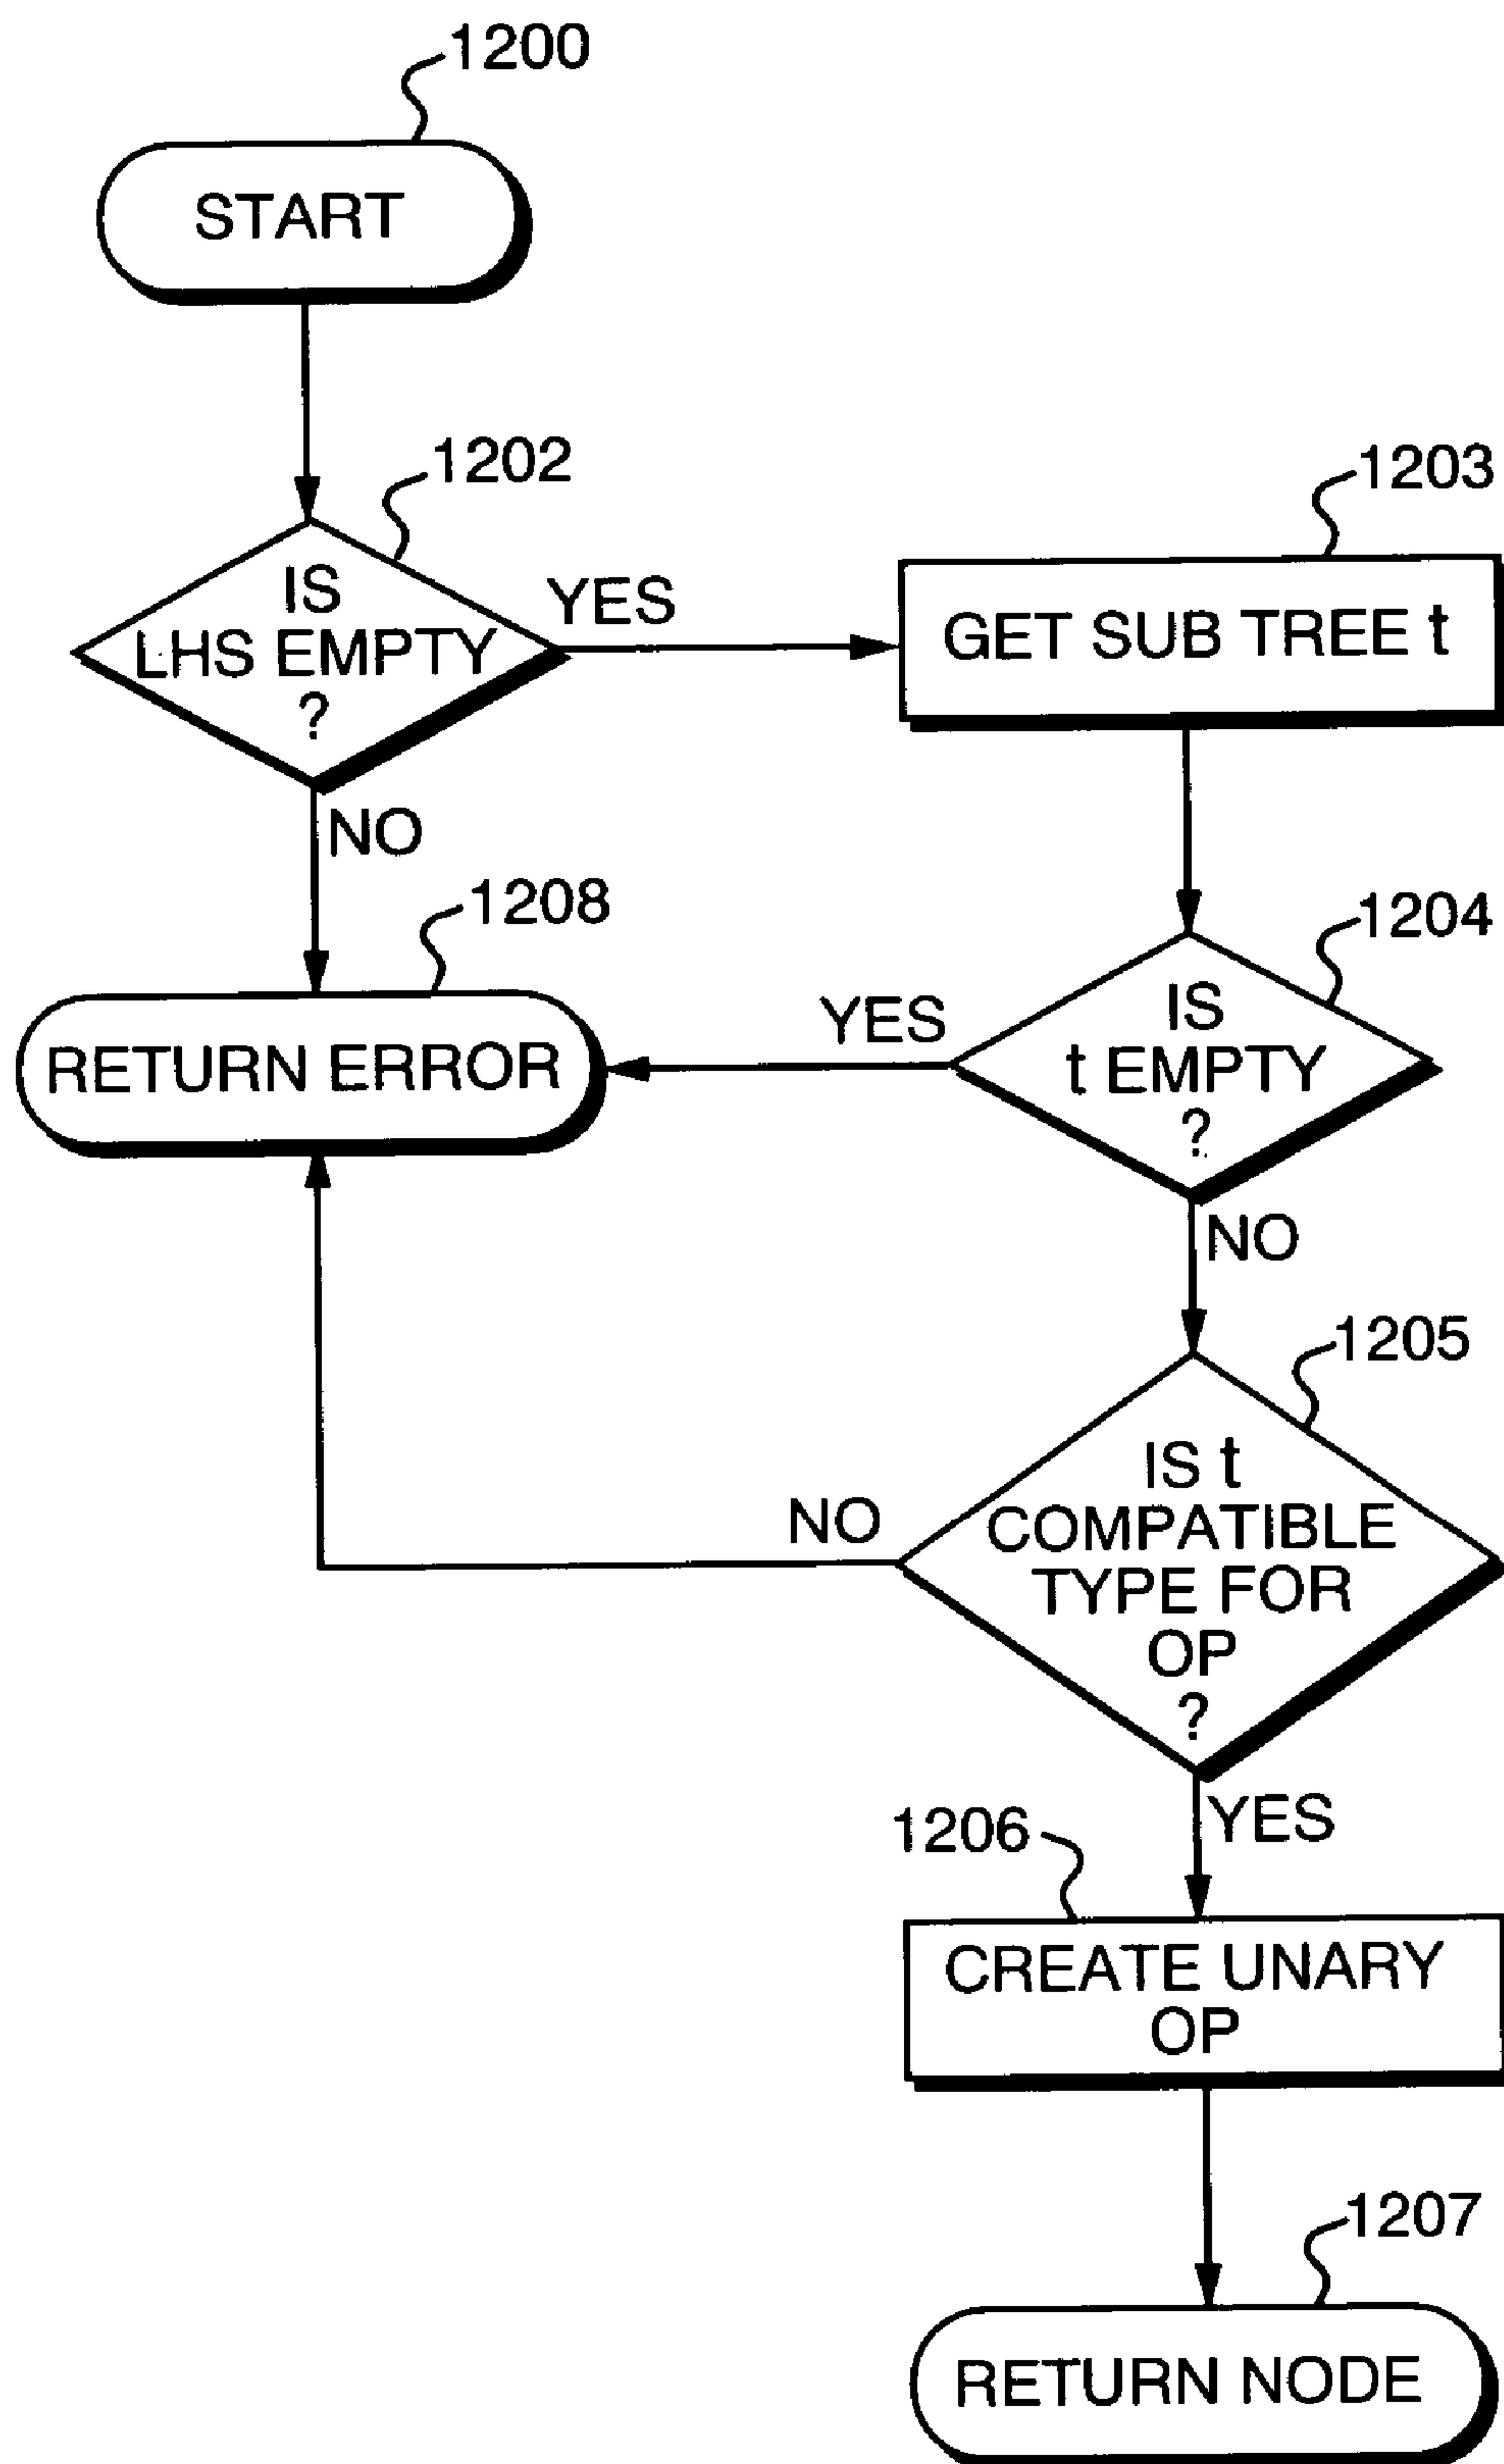 1200
START
1202
1203
IS
LHS EMPTY
?
YES
GET SUB TREE t
NO
1208
1204
RETURN ERROR
YES
IS
t EMPTY
?
NO
1205
IS t
COMPATIBLE
TYPE FOR
OP
?
NO
YES
1206
CREATE UNARY
OP
1207
RETURN NODE